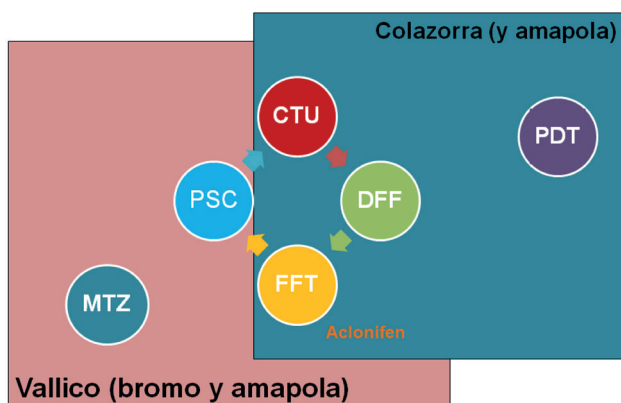 Colazorra (y amapola)
CTU
PDT
PSC
DFF
FFT
MTZ
Aclonifen
Vallico (bromo y amapola)